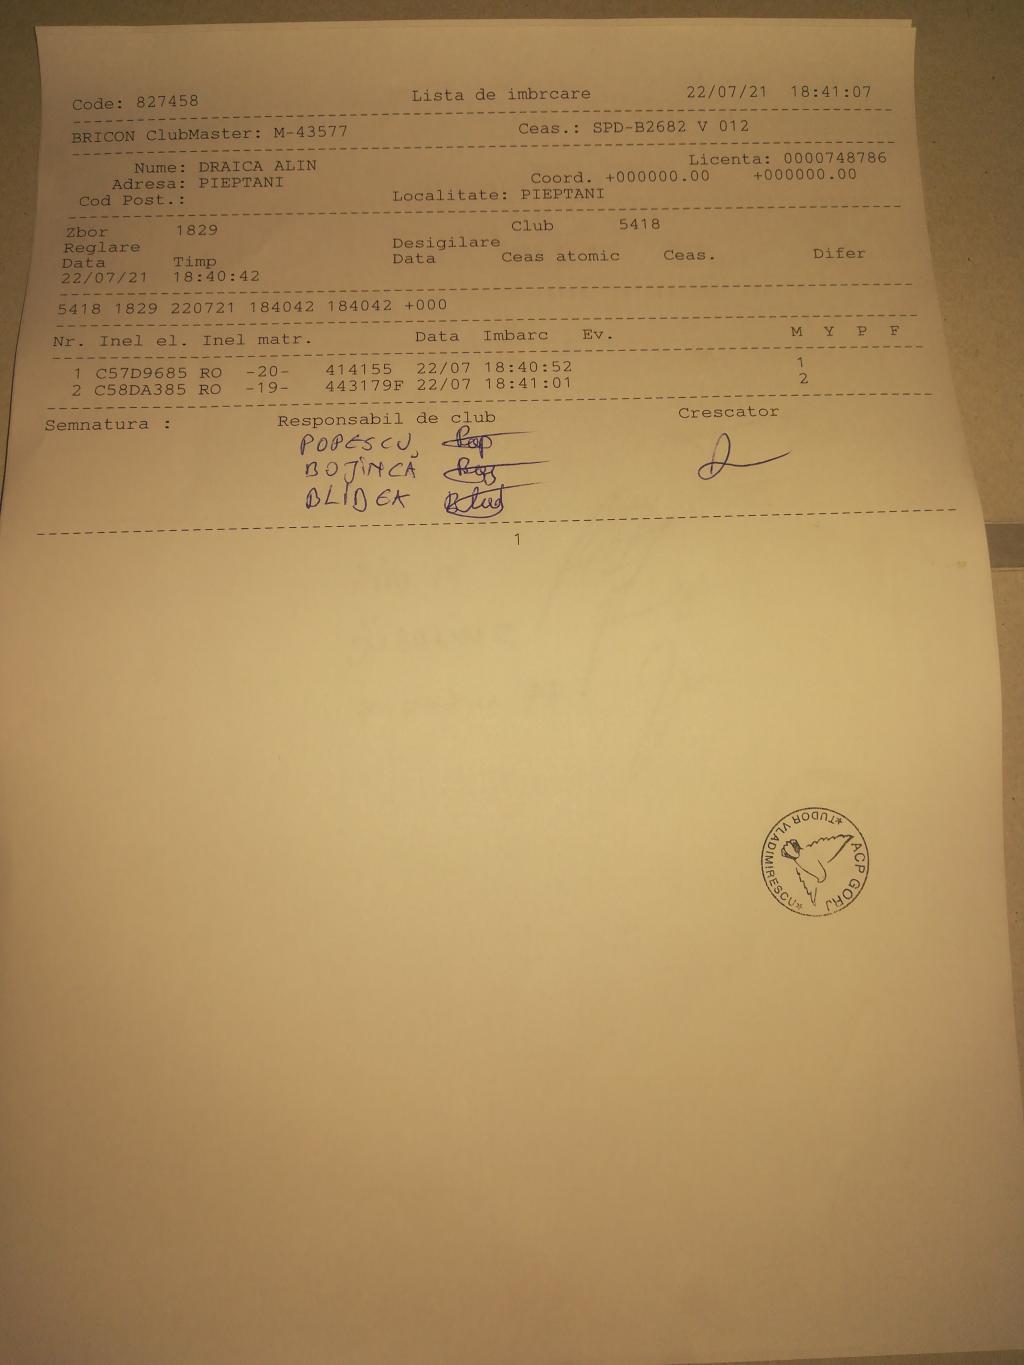 Code: 827458 Lista de imbrcare 22/07/21 18:41:07
BRICON ClubMaster: M-43577 Ceas.: SPD-B2682 V 012
Nume: DRAICA ALIN Licenta: 0000748786
Adresa: PIEPTANI Coord. +000000.00 +000000.00
Cod Post.: Localitate: PIEPTANI
Zbor 1829 Club 5418
Reglare Desigilare
Data Timp Data Ceas atomic Ceas. Difer
22/07/21 18:40:42
5418 1829 220721 184042 184042 +000
Nr. Inel el. Inel matr. Data Imbarc Ev. M Y P F
1 C57D9685 RO -20- 414155 22/07 18:40:52 1
2 C58DA385 RO -19- 443179F 22/07 18:41:01 2
Semnatura : Responsabil de club Crescator
POPESCU Pop
BOJINCĂ
BLIDEA Blid
1
ACP GORJ *TUDOR VLADIMIRESCU*